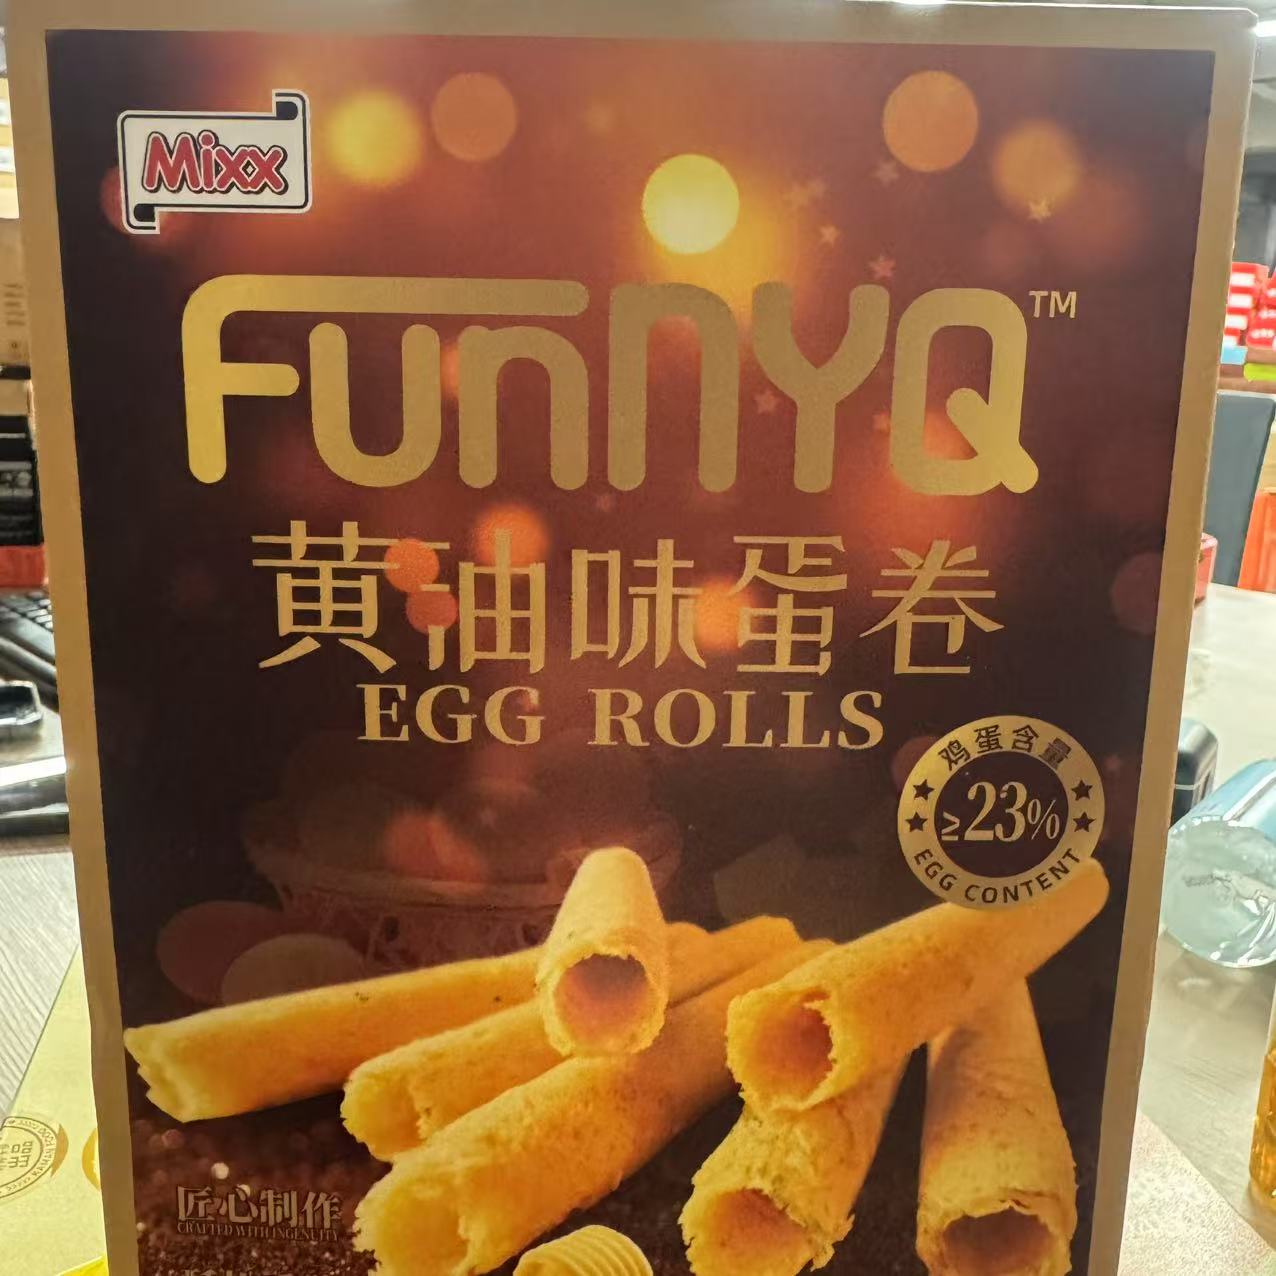 Mixx
FunnYQ™
黄油味蛋卷
EGG ROLLS
鸡蛋含量
≥23%
EGG CONTENT
匠心制作
CRAFTED WITH INGENUITY